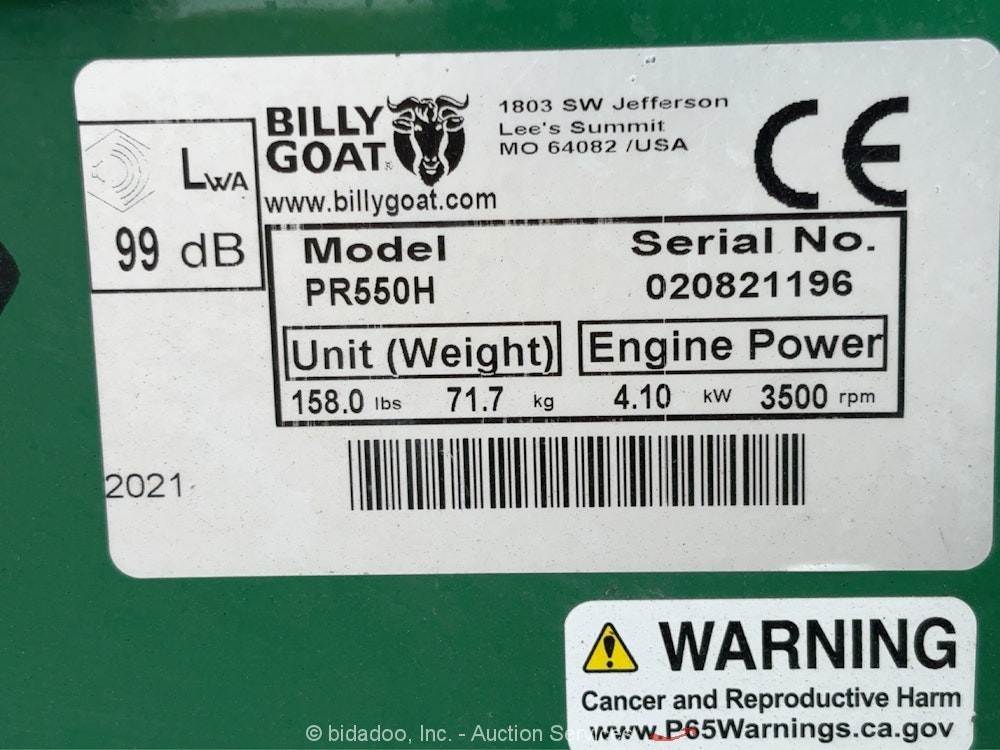 BILLY
GOAT
www.billygoat.com
1803 SW Jefferson
Lee's Summit
MO 64082 /USA
CE
LWA
99 dB
Model Serial No.
PR550H 020821196
Unit (Weight) Engine Power
158.0 lbs 71.7 kg 4.10 kW 3500 rpm
2021
WARNING
Cancer and Reproductive Harm
www.P65Warnings.ca.gov
© bidadoo, Inc. - Auction Services